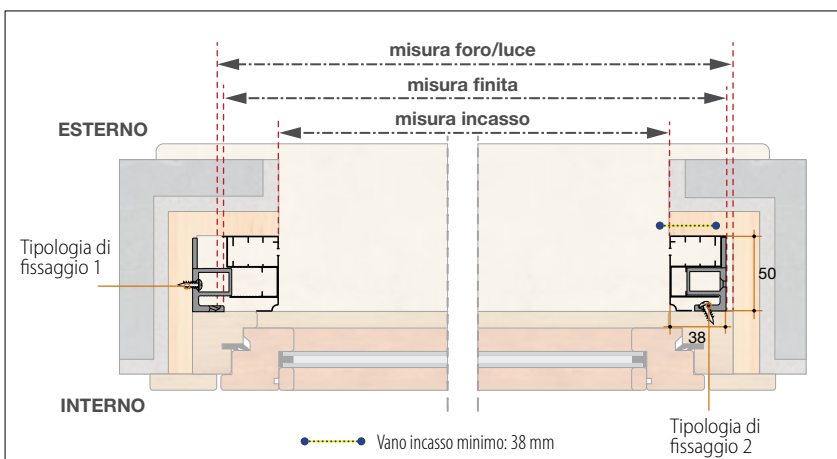 misura foro/luce
misura finita
misura incasso
ESTERNO
Tipologia di
fissaggio 1
50
38
INTERNO
Vano incasso minimo: 38 mm
Tipologia di
fissaggio 2